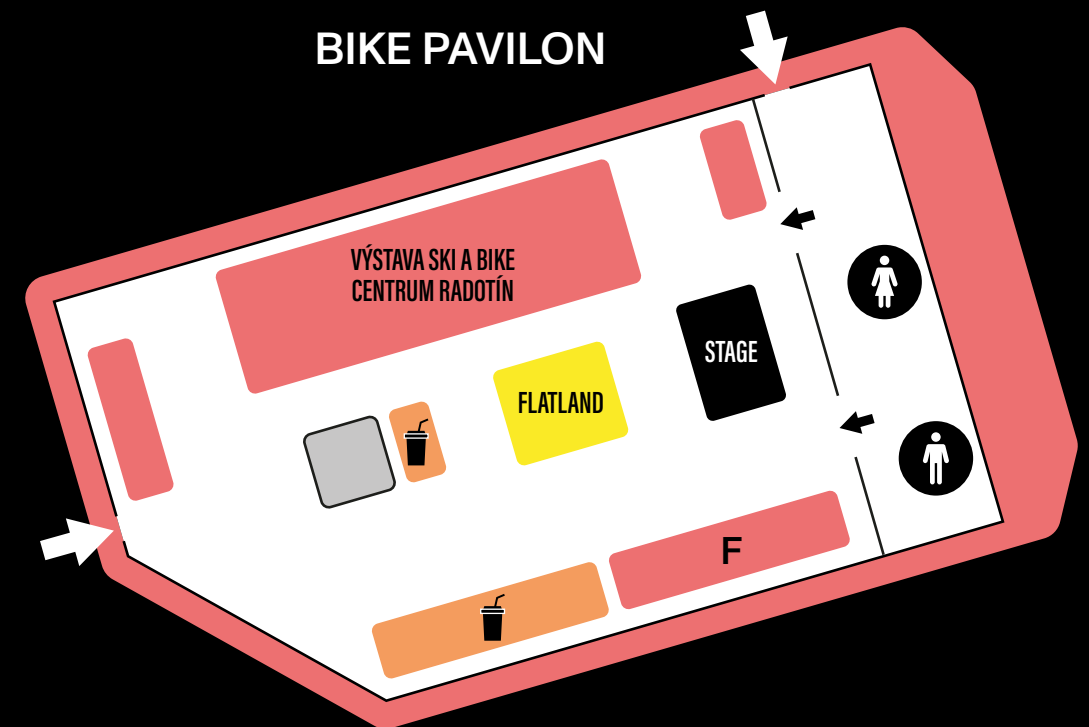 BIKE PAVILON
VÝSTAVA SKI A BIKE
CENTRUM RADOTÍN
STAGE
FLATLAND
F